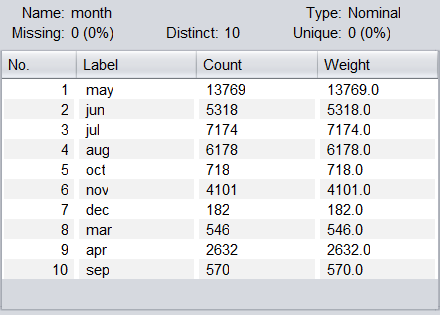 Name: month Type: Nominal
Missing: 0 (0%) Distinct: 10 Unique: 0 (0%)
No. Label Count Weight
1 may 13769 13769.0
2 jun 5318 5318.0
3 jul 7174 7174.0
4 aug 6178 6178.0
5 oct 718 718.0
6 nov 4101 4101.0
7 dec 182 182.0
8 mar 546 546.0
9 apr 2632 2632.0
10 sep 570 570.0